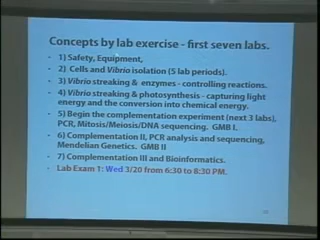 Concepts by lab exercise - first seven labs.
- 1) Safety, Equipment,
- 2) Cells and Vibrio isolation (5 lab periods).
- 3) Vibrio streaking & enzymes - controlling reactions.
- 4) Vibrio streaking & photosynthesis - capturing light
energy and the conversion into chemical energy.
- 5) Begin the complementation experiment (next 3 labs),
PCR, Mitosis/Meiosis/DNA sequencing. GMB I.
- 6) Complementation II, PCR analysis and sequencing,
Mendelian Genetics. GMB II
- 7) Complementation III and Bioinformatics.
- Lab Exam 1: Wed 3/20 from 6:30 to 8:30 PM.